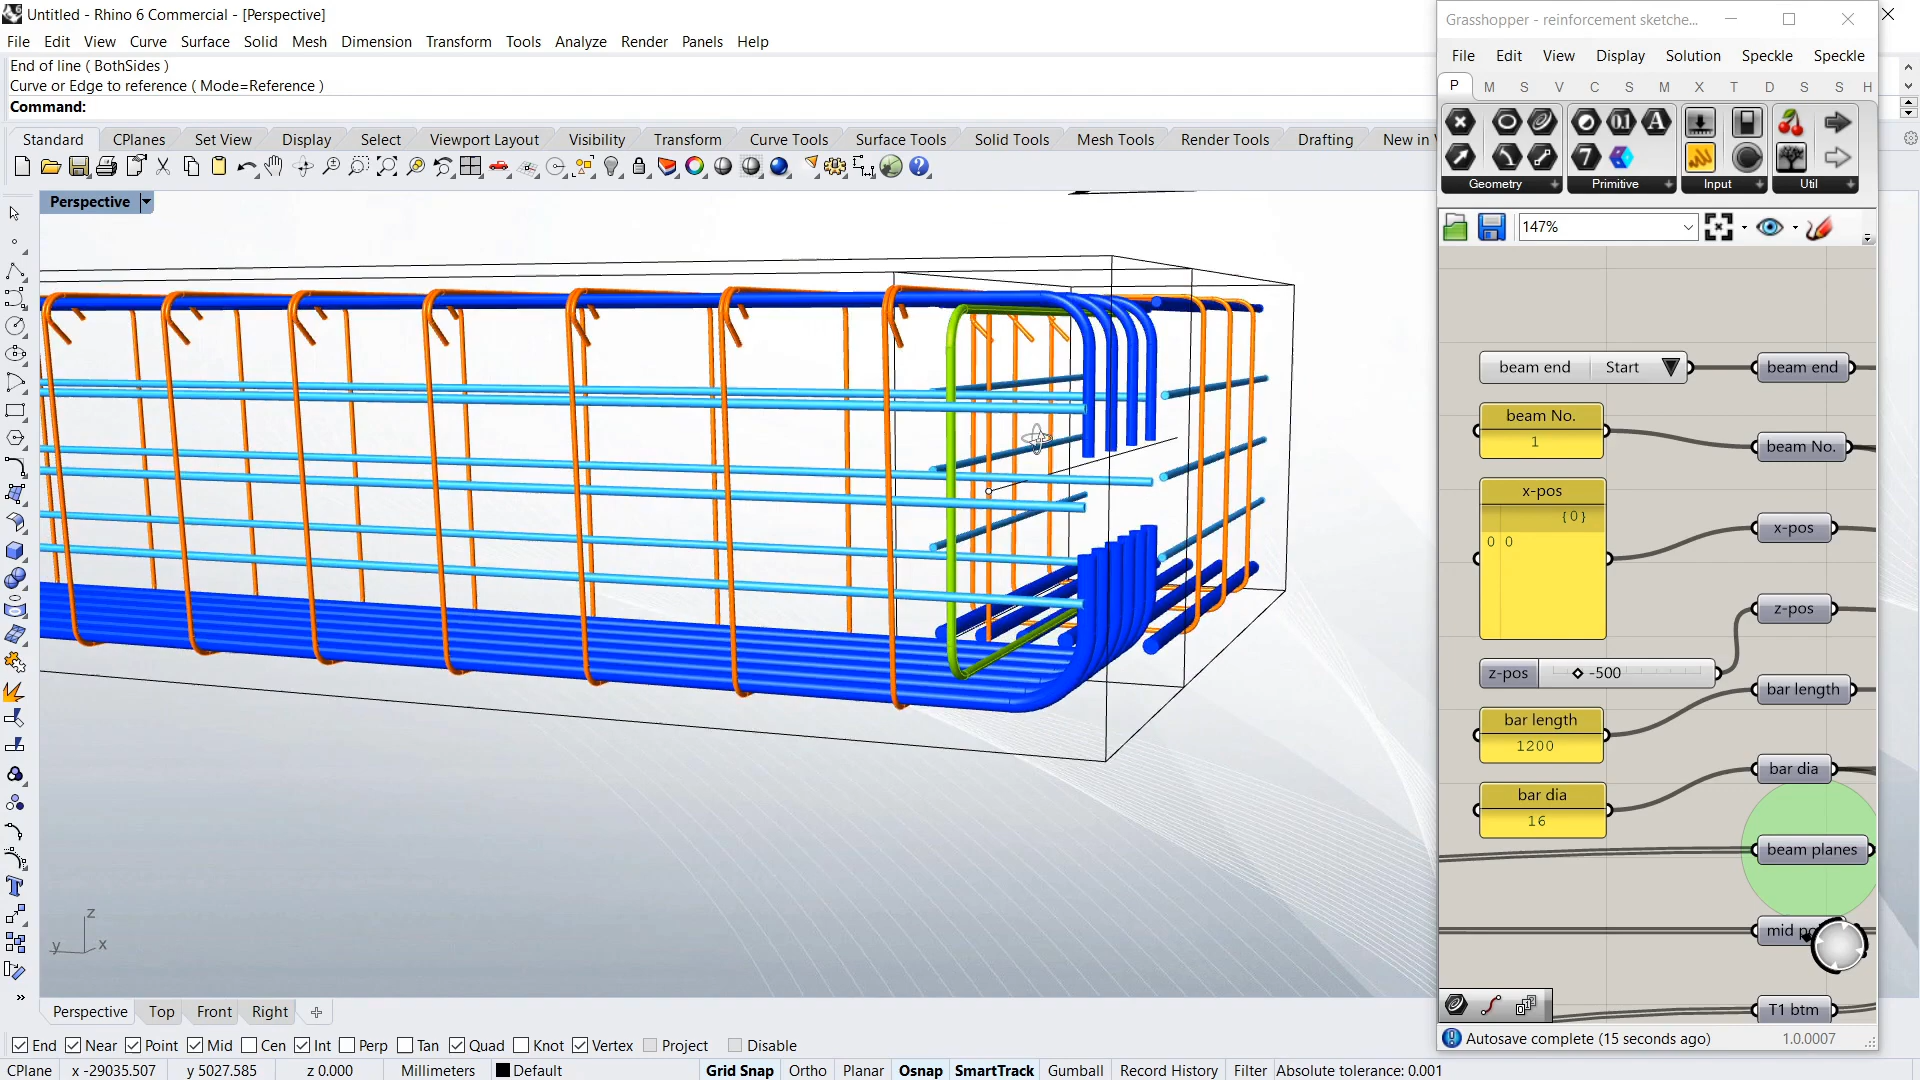 Untitled - Rhino 6 Commercial - [Perspective]
File Edit View Curve Surface Solid Mesh Dimension Transform Tools Analyze Render Panels Help
End of line ( BothSides )
Curve or Edge to reference ( Mode=Reference )
Command:
Standard CPlanes Set View Display Select Viewport Layout Visibility Transform Curve Tools Surface Tools Solid Tools Mesh Tools Render Tools Drafting New in
Perspective
z
y x
Perspective Top Front Right
End Near Point Mid Cen Int Perp Tan Quad Knot Vertex Project Disable
CPlane x -29035.507 y 5027.585 z 0.000 Millimeters Default Grid Snap Ortho Planar Osnap SmartTrack Gumball Record History Filter Absolute tolerance: 0.001
Grasshopper - reinforcement sketche...
File Edit View Display Solution Speckle Speckle
P M S V C S M X T D S S H
Geometry Primitive Input Util
147%
beam end Start beam end
beam No.
1
beam No.
x-pos
{0}
0 0
x-pos
z-pos
z-pos -500
bar length
1200
bar length
bar dia
16
bar dia
beam planes
mid po
T1 btm
Autosave complete (15 seconds ago) 1.0.0007